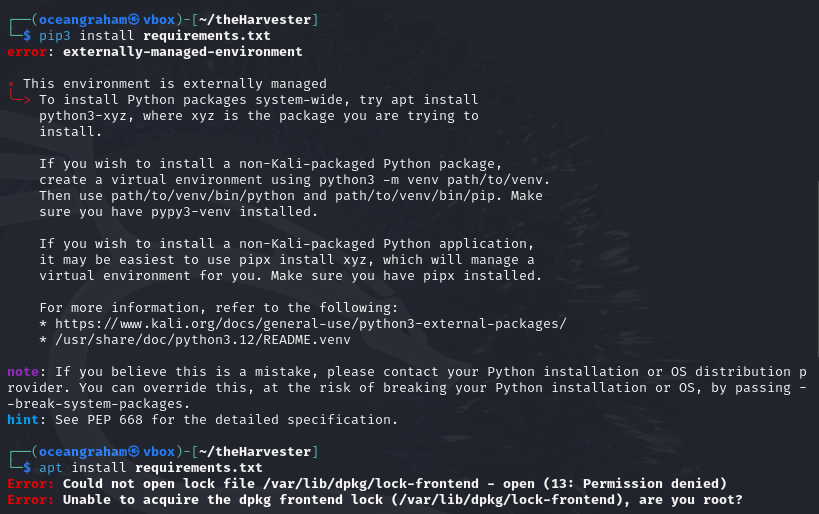 ┌──(oceangraham㉿vbox)-[~/theHarvester]
└─$ pip3 install requirements.txt
error: externally-managed-environment

× This environment is externally managed
╰─> To install Python packages system-wide, try apt install
    python3-xyz, where xyz is the package you are trying to
    install.

    If you wish to install a non-Kali-packaged Python package,
    create a virtual environment using python3 -m venv path/to/venv.
    Then use path/to/venv/bin/python and path/to/venv/bin/pip. Make
    sure you have pypy3-venv installed.

    If you wish to install a non-Kali-packaged Python application,
    it may be easiest to use pipx install xyz, which will manage a
    virtual environment for you. Make sure you have pipx installed.

    For more information, refer to the following:
    * https://www.kali.org/docs/general-use/python3-external-packages/
    * /usr/share/doc/python3.12/README.venv

note: If you believe this is a mistake, please contact your Python installation or OS distribution p
rovider. You can override this, at the risk of breaking your Python installation or OS, by passing -
-break-system-packages.
hint: See PEP 668 for the detailed specification.

┌──(oceangraham㉿vbox)-[~/theHarvester]
└─$ apt install requirements.txt
Error: Could not open lock file /var/lib/dpkg/lock-frontend - open (13: Permission denied)
Error: Unable to acquire the dpkg frontend lock (/var/lib/dpkg/lock-frontend), are you root?